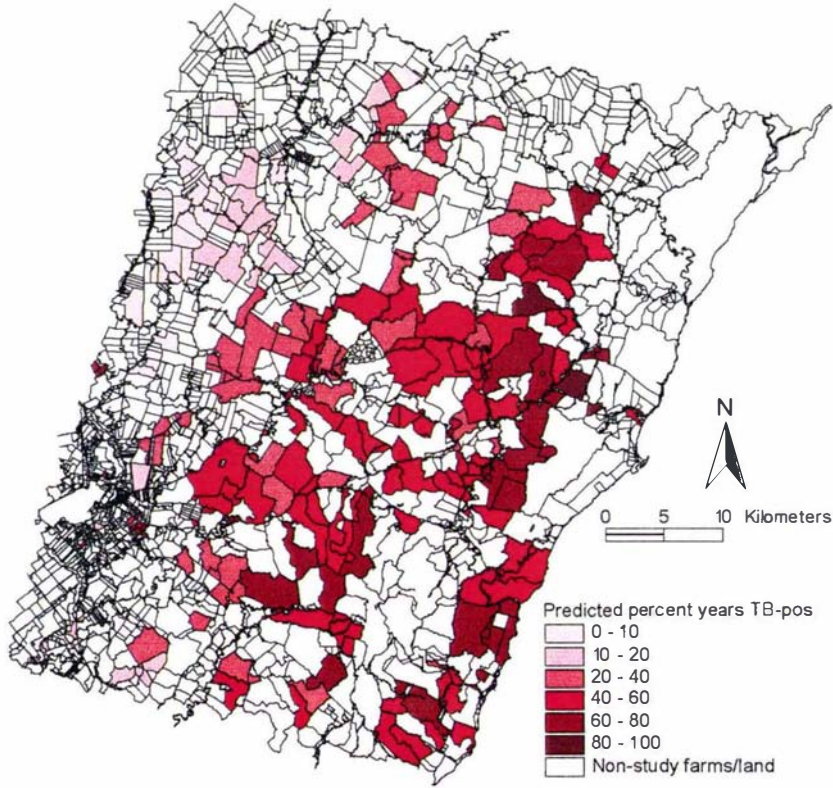 N
0 5 10 Kilometers
Predicted percent years TB-pos
0 - 10
10 - 20
20 - 40
40 - 60
60 - 80
80 - 100
Non-study farms/land